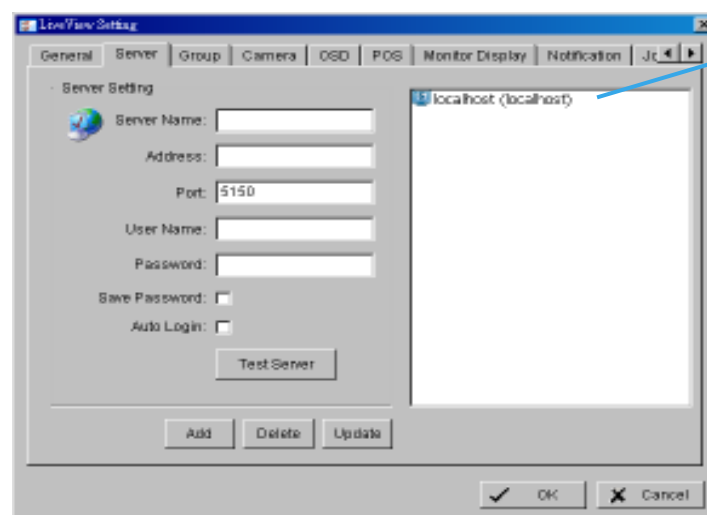 LiveView Setting
General Server Group Camera OSD POS Monitor Display Notification
Server Setting
Server Name:
Address:
Port: 5150
User Name:
Password:
Save Password:
Auto Login:
Test Server
Add Delete Update
localhost (localhost)
OK Cancel